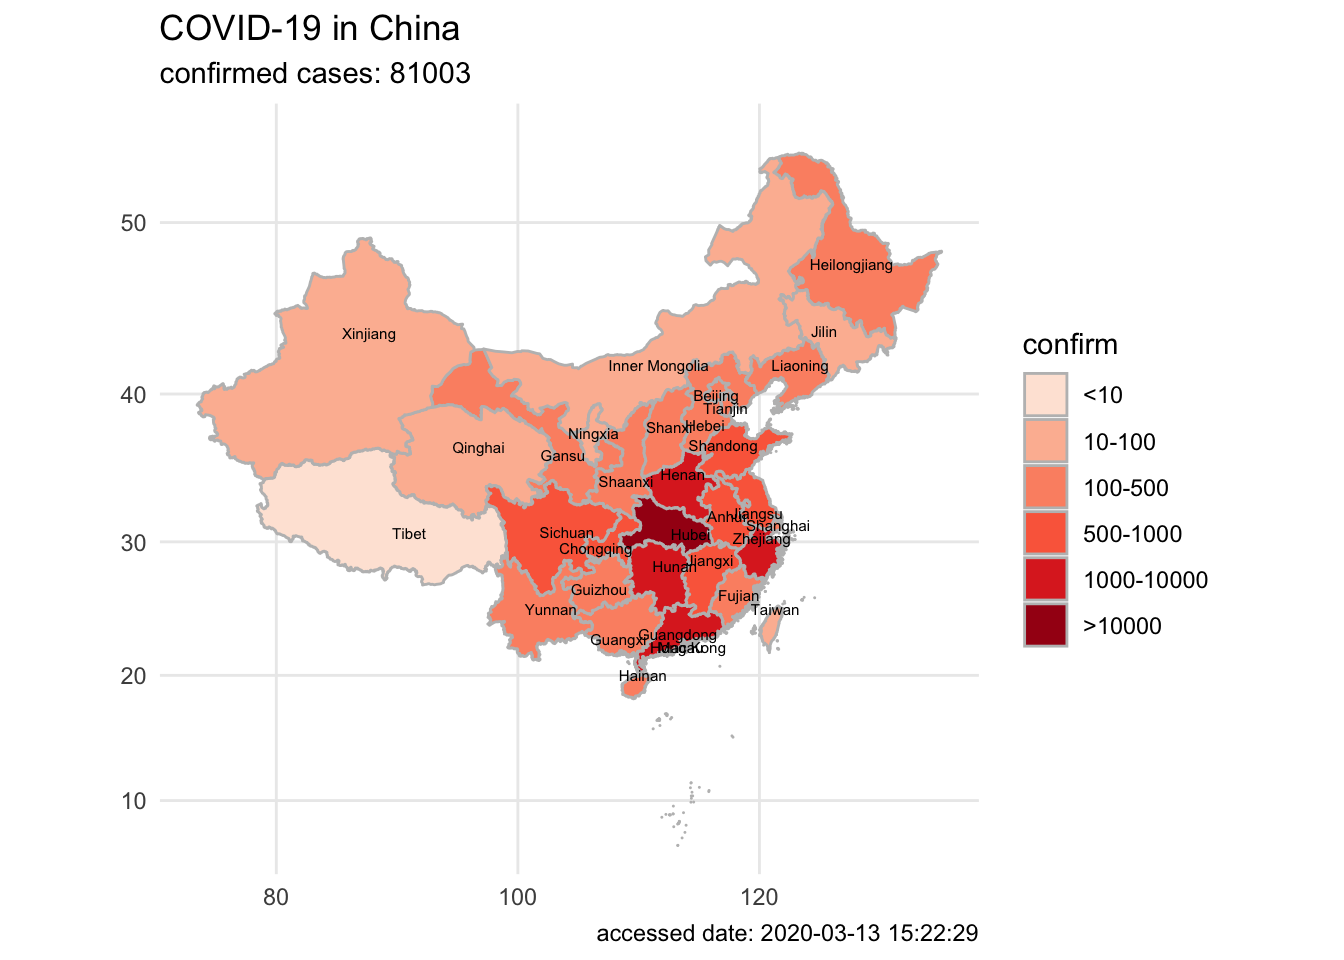 COVID-19 in China
confirmed cases: 81003
50
40
30
20
10
80
100
120
Heilongjiang
Xinjiang
Jilin
Inner Mongolia
Liaoning
Beijing
Tianjin
Ningxia
Shanxi
Hebei
Qinghai
Gansu
Shandong
Shaanxi
Henan
Anhui
Jiangsu
Shanghai
Tibet
Sichuan
Hubei
Zhejiang
Chongqing
Hunan
Jiangxi
Guizhou
Fujian
Yunnan
Taiwan
Guangxi
Guangdong
Macau
Hong Kong
Hainan
confirm
<10
10-100
100-500
500-1000
1000-10000
>10000
accessed date: 2020-03-13 15:22:29